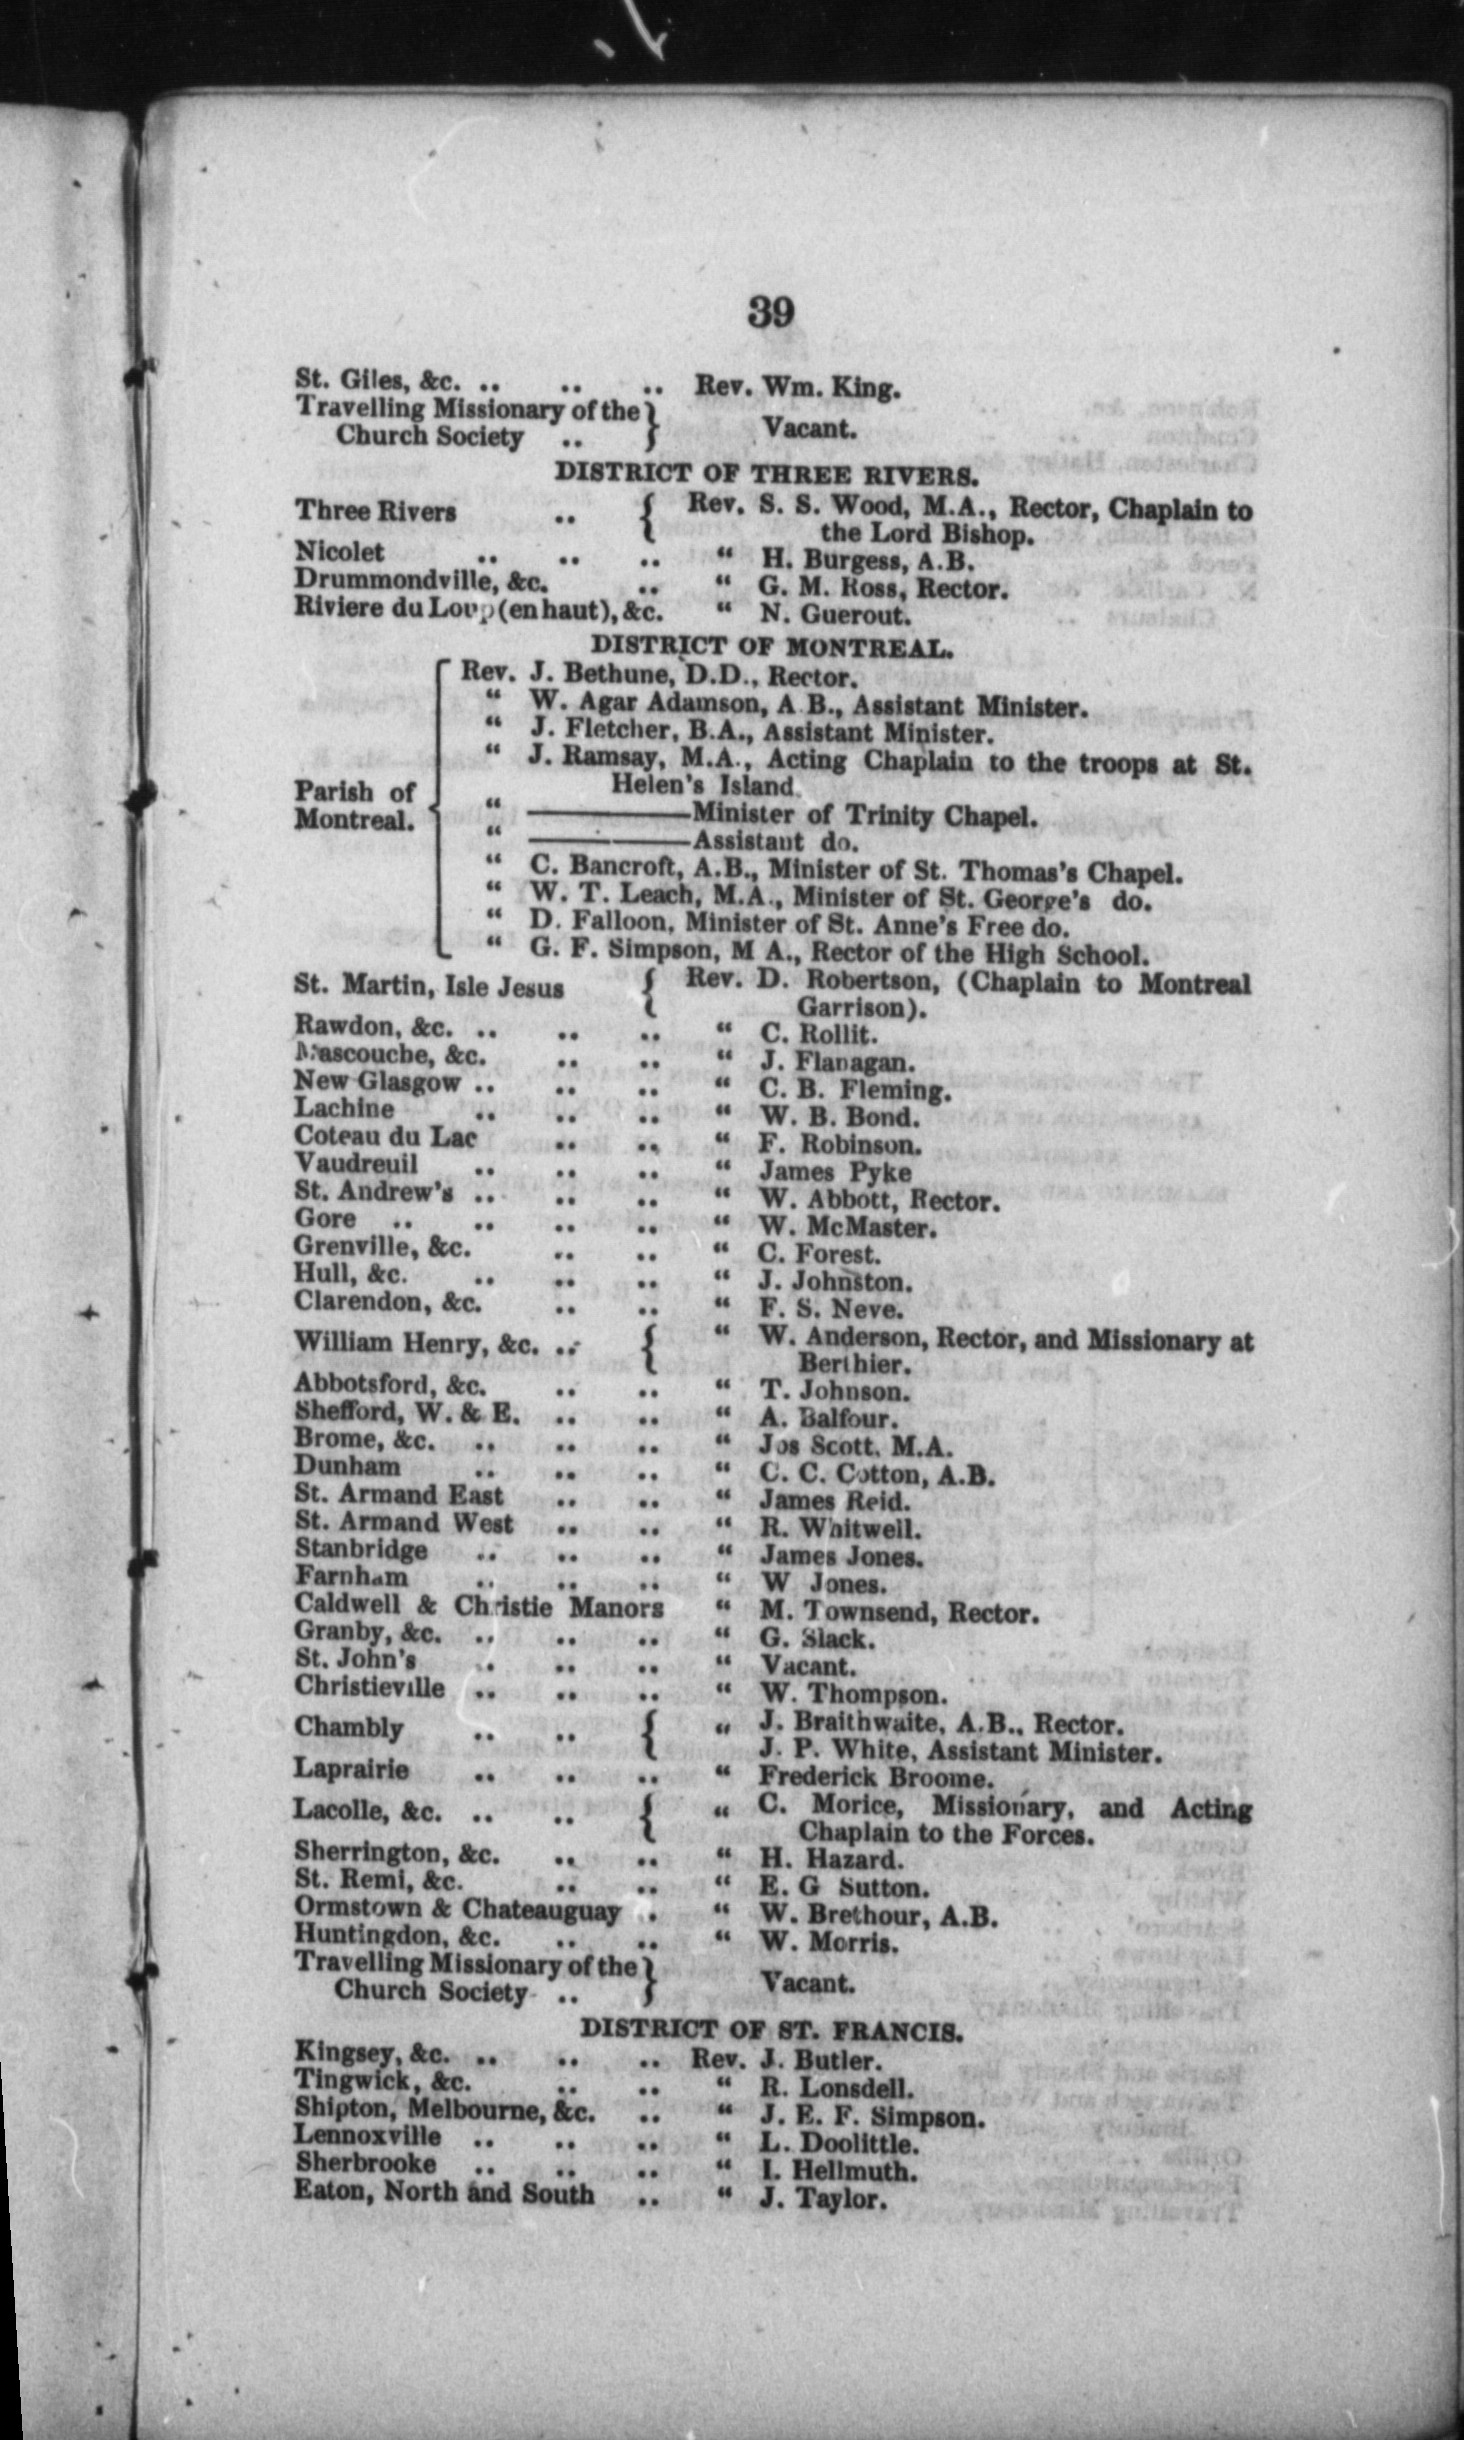 39
St. Giles, &c. .. .. .. Rev. Wm. King.
Travelling Missionary of the }
Church Society .. } Vacant.
DISTRICT OF THREE RIVERS.
Three Rivers .. { Rev. S. S. Wood, M.A., Rector, Chaplain to
the Lord Bishop.
Nicolet .. .. .. “ H. Burgess, A.B.
Drummondville, &c. .. “ G. M. Ross, Rector.
Riviere du Loup (en haut), &c. “ N. Guerout.
DISTRICT OF MONTREAL.
Rev. J. Bethune, D.D., Rector.
“ W. Agar Adamson, A.B., Assistant Minister.
“ J. Fletcher, B.A., Assistant Minister.
“ J. Ramsay, M.A., Acting Chaplain to the troops at St.
Helen's Island.
Parish of Montreal. {
“ ————Minister of Trinity Chapel.
“ ————Assistant do.
“ C. Bancroft, A.B., Minister of St. Thomas's Chapel.
“ W. T. Leach, M.A., Minister of St. George's do.
“ D. Falloon, Minister of St. Anne's Free do.
“ G. F. Simpson, M A., Rector of the High School.
St. Martin, Isle Jesus { Rev. D. Robertson, (Chaplain to Montreal
Garrison).
Rawdon, &c. .. .. .. “ C. Rollit.
Mascouche, &c. .. .. “ J. Flanagan.
New Glasgow .. .. .. “ C. B. Fleming.
Lachine .. .. .. “ W. B. Bond.
Coteau du Lac .. .. “ F. Robinson.
Vaudreuil .. .. .. “ James Pyke
St. Andrew's .. .. .. “ W. Abbott, Rector.
Gore .. .. .. .. “ W. McMaster.
Grenville, &c. .. .. “ C. Forest.
Hull, &c. .. .. .. “ J. Johnston.
Clarendon, &c. .. .. “ F. S. Neve.
William Henry, &c. .. { “ W. Anderson, Rector, and Missionary at
Berthier.
Abbotsford, &c. .. .. “ T. Johnson.
Shefford, W. & E. .. .. “ A. Balfour.
Brome, &c. .. .. .. “ Jos Scott. M.A.
Dunham .. .. .. “ C. C. Cotton, A.B.
St. Armand East .. .. “ James Reid.
St. Armand West .. .. “ R. Whitwell.
Stanbridge .. .. .. “ James Jones.
Farnham .. .. .. “ W Jones.
Caldwell & Christie Manors “ M. Townsend, Rector.
Granby, &c. .. .. .. “ G. Slack.
St. John's .. .. .. “ Vacant.
Christieville .. .. .. “ W. Thompson.
Chambly .. .. { “ J. Braithwaite, A.B., Rector.
J. P. White, Assistant Minister.
Laprairie .. .. .. “ Frederick Broome.
Lacolle, &c. .. .. { “ C. Morice, Missionary, and Acting
Chaplain to the Forces.
Sherrington, &c. .. .. “ H. Hazard.
St. Remi, &c. .. .. “ E. G Sutton.
Ormstown & Chateauguay . “ W. Brethour, A.B.
Huntingdon, &c. .. .. “ W. Morris.
Travelling Missionary of the }
Church Society .. } Vacant.
DISTRICT OF ST. FRANCIS.
Kingsey, &c. .. .. .. Rev. J. Butler.
Tingwick, &c. .. .. “ R. Lonsdell.
Shipton, Melbourne, &c. .. “ J. E. F. Simpson.
Lennoxville .. .. .. “ L. Doolittle.
Sherbrooke .. .. .. “ I. Hellmuth.
Eaton, North and South .. “ J. Taylor.